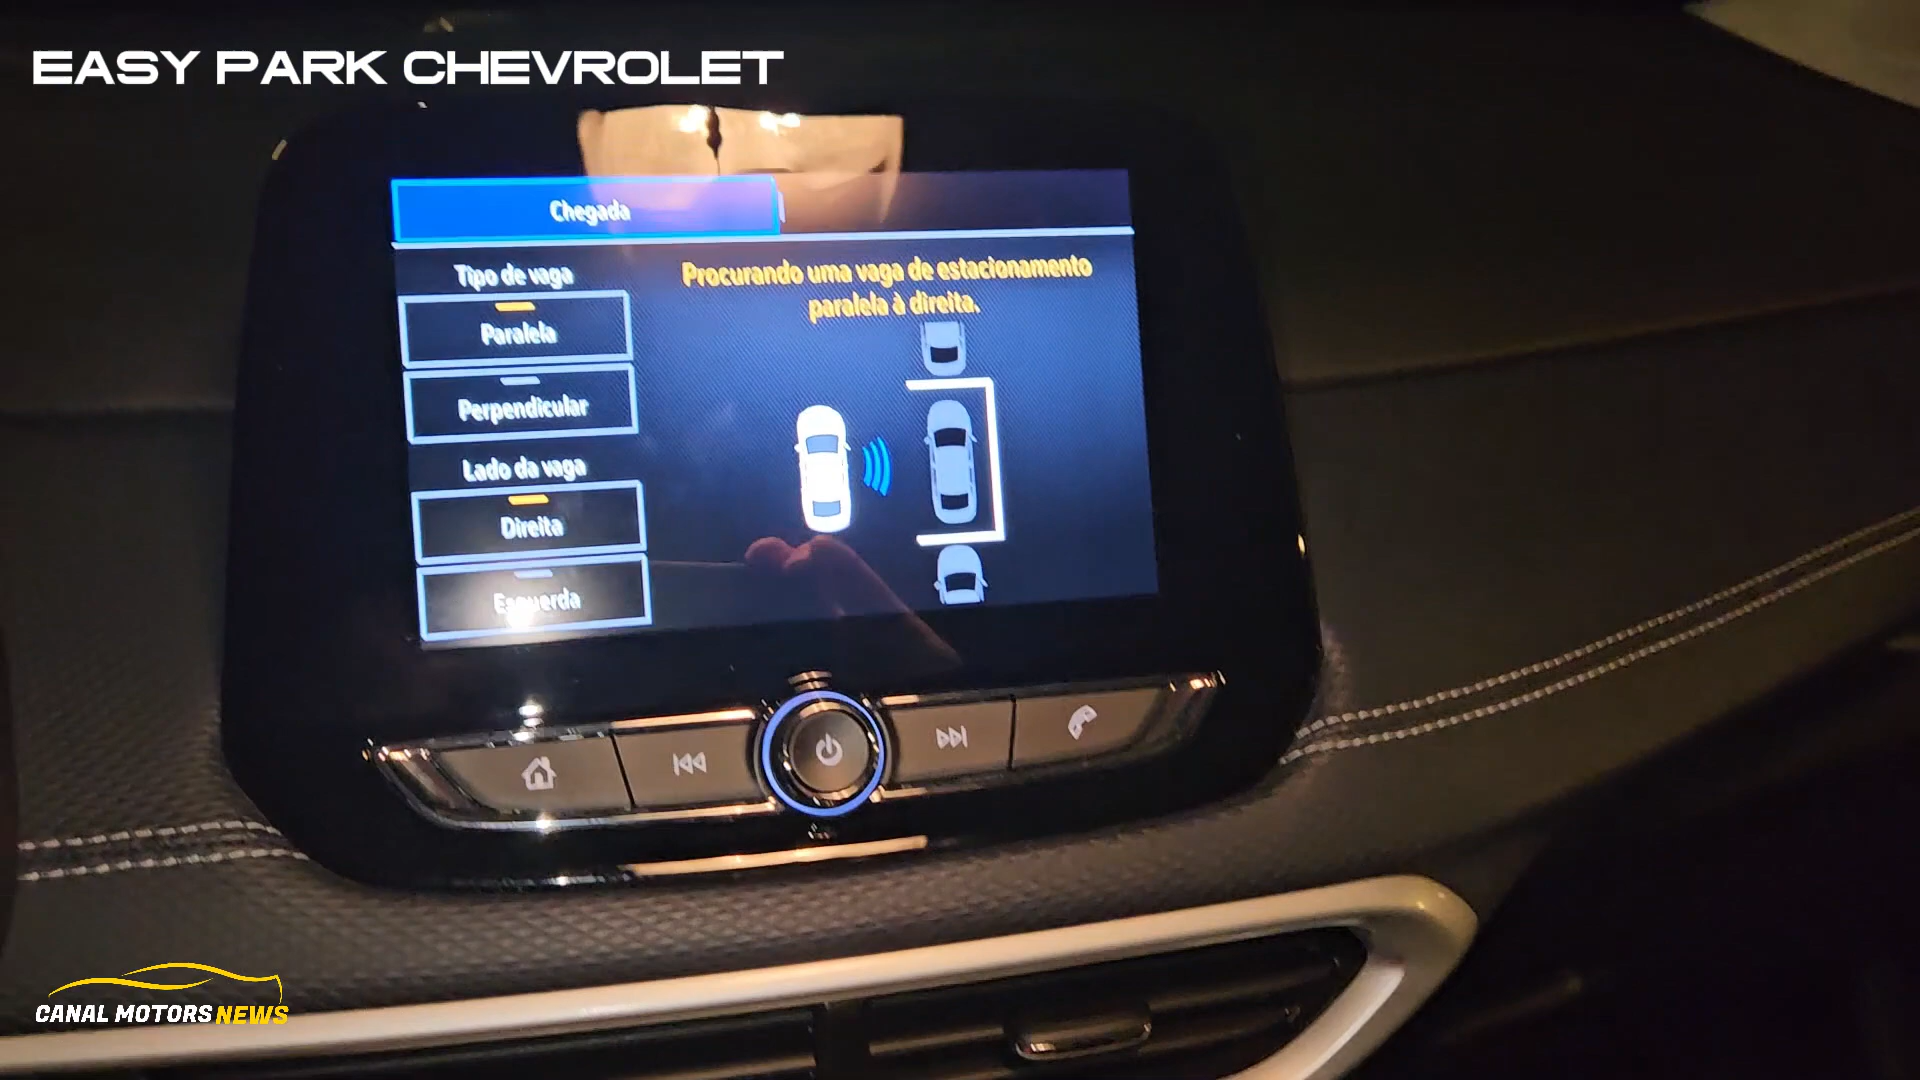 EASY PARK CHEVROLET
Chegada
Tipo de vaga
Paralela
Perpendicular
Lado da vaga
Direita
Esquerda
Procurando uma vaga de estacionamento
paralela à direita.
CANAL MOTORS NEWS